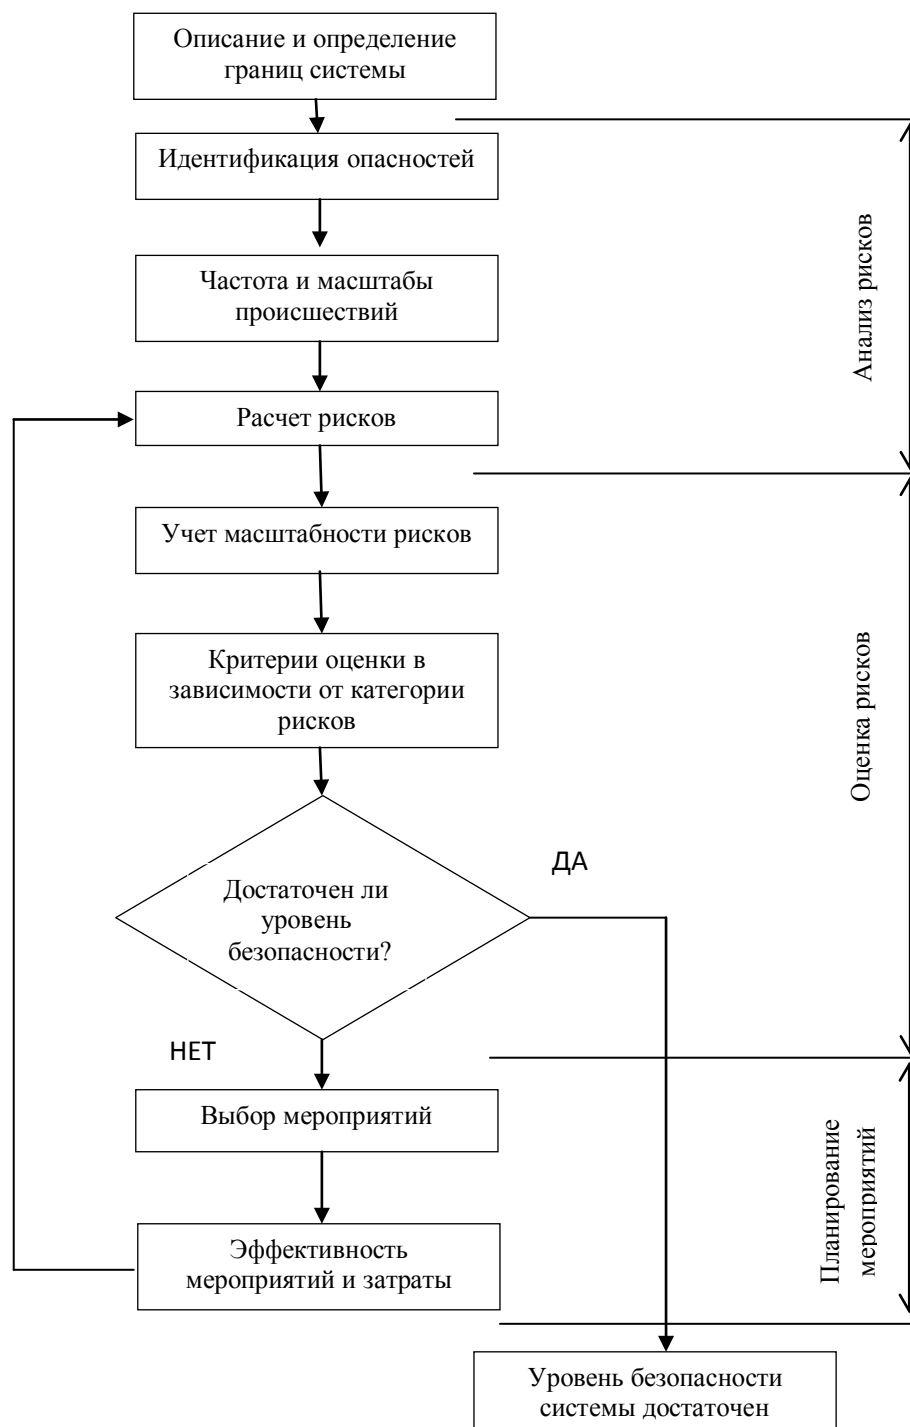 Описание и определение
границ системы
Идентификация опасностей
Частота и масштабы
происшествий
Анализ рисков
Расчет рисков
Учет масштабности рисков
Критерии оценки в
зависимости от категории
рисков
Оценка рисков
ДА
Достаточен ли
уровень
безопасности?
НЕТ
Выбор мероприятий
Планирование
мероприятий
Эффективность
мероприятий и затраты
Уровень безопасности
системы достаточен